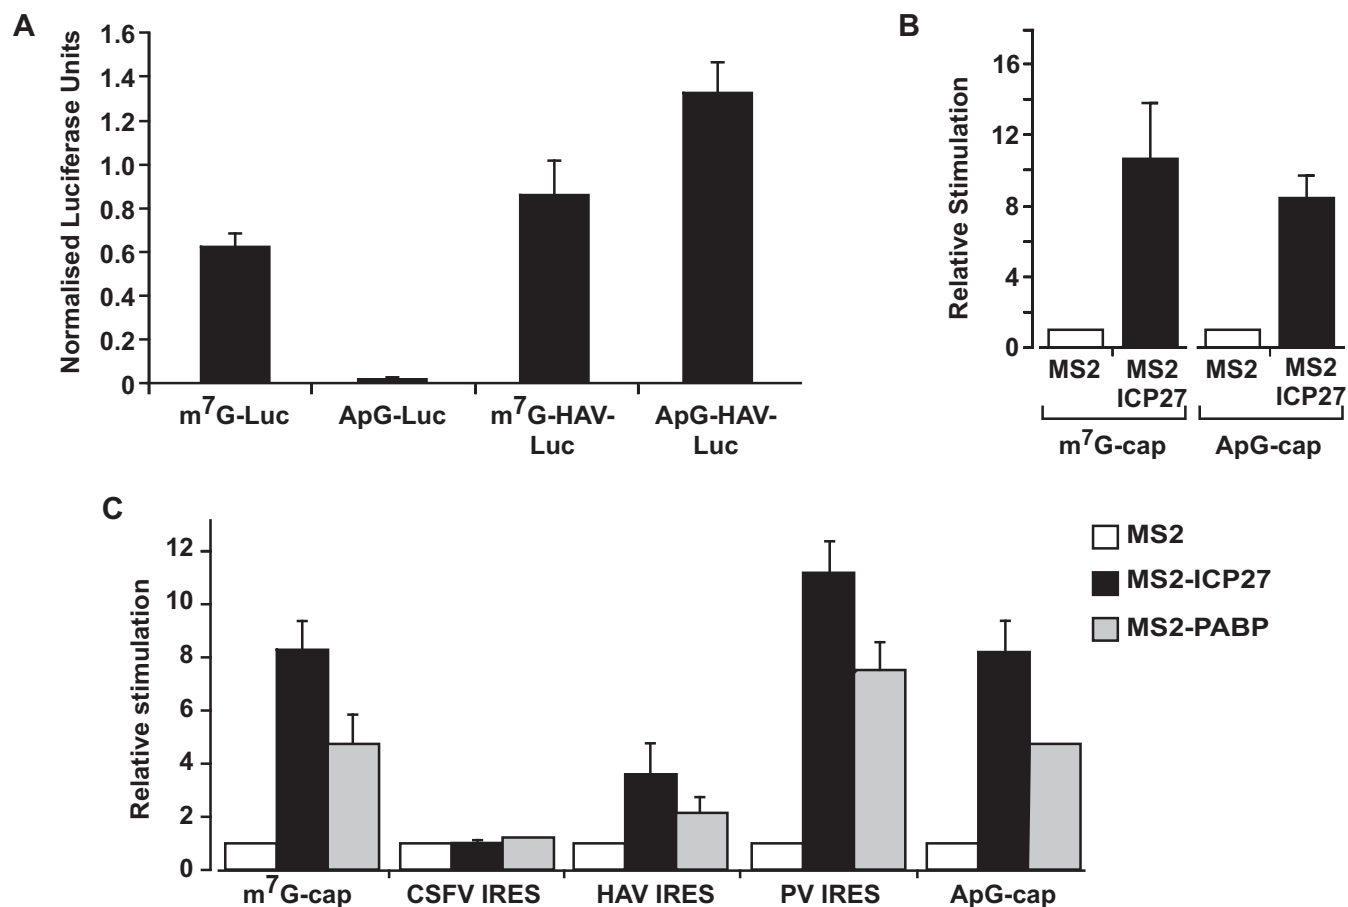 A
Normalised Luciferase Units
1.6
1.4
1.2
1.0
0.8
0.6
0.4
0.2
0
m⁷G-Luc
ApG-Luc
m⁷G-HAV-
Luc
ApG-HAV-
Luc
B
Relative Stimulation
16
12
8
4
0
MS2
MS2
ICP27
MS2
MS2
ICP27
m⁷G-cap
ApG-cap
C
Relative stimulation
12
10
8
6
4
2
0
m⁷G-cap
CSFV IRES
HAV IRES
PV IRES
ApG-cap
MS2
MS2-ICP27
MS2-PABP